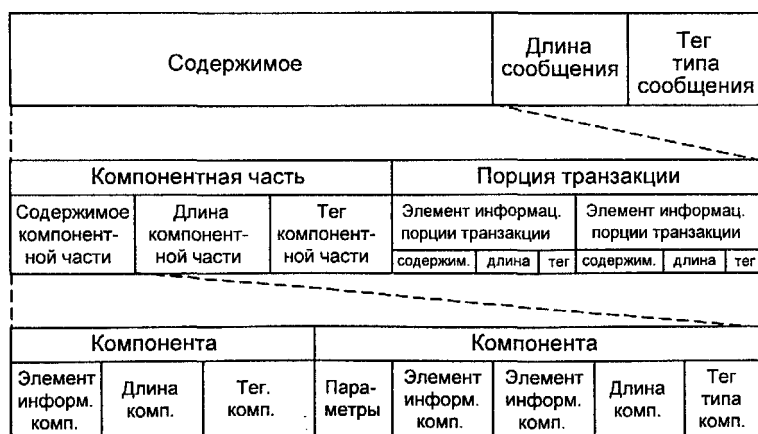 Содержимое
Длина
сообщения
Тег
типа
сообщения
Компонентная часть
Порция транзакции
Содержимое
компонент-
ной части
Длина
компонент-
ной части
Тег
компонент-
ной части
Элемент информац.
порции транзакции
Элемент информац.
порции транзакции
содержим.
длина
тег
содержим.
длина
тег
Компонента
Компонента
Элемент
информ.
комп.
Длина
комп.
Тег.
комп.
Пара-
метры
Элемент
информ.
комп.
Элемент
информ.
комп.
Длина
комп.
Тег
типа
комп.